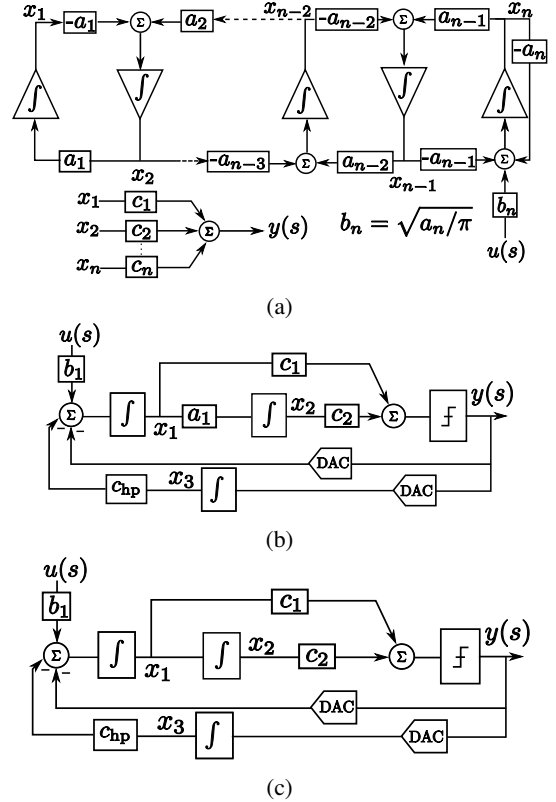 x₁ -a₁ Σ a₂ xₙ₋₂ -aₙ₋₂ Σ aₙ₋₁ xₙ
-aₙ
∫ ∫ ∫ ∫ ∫
a₁ x₂ -aₙ₋₃ Σ aₙ₋₂ xₙ₋₁ -aₙ₋₁ Σ
x₁ c₁
x₂ c₂ Σ y(s) bₙ = √(aₙ/π) bₙ
xₙ cₙ u(s)
(a)
u(s)
b₁ c₁
Σ ∫ x₁ a₁ ∫ x₂ c₂ Σ y(s)
- -
DAC
c_hp x₃ ∫ DAC
(b)
u(s)
b₁ c₁
Σ ∫ x₁ ∫ x₂ c₂ Σ y(s)
- -
DAC
c_hp x₃ ∫ DAC
(c)